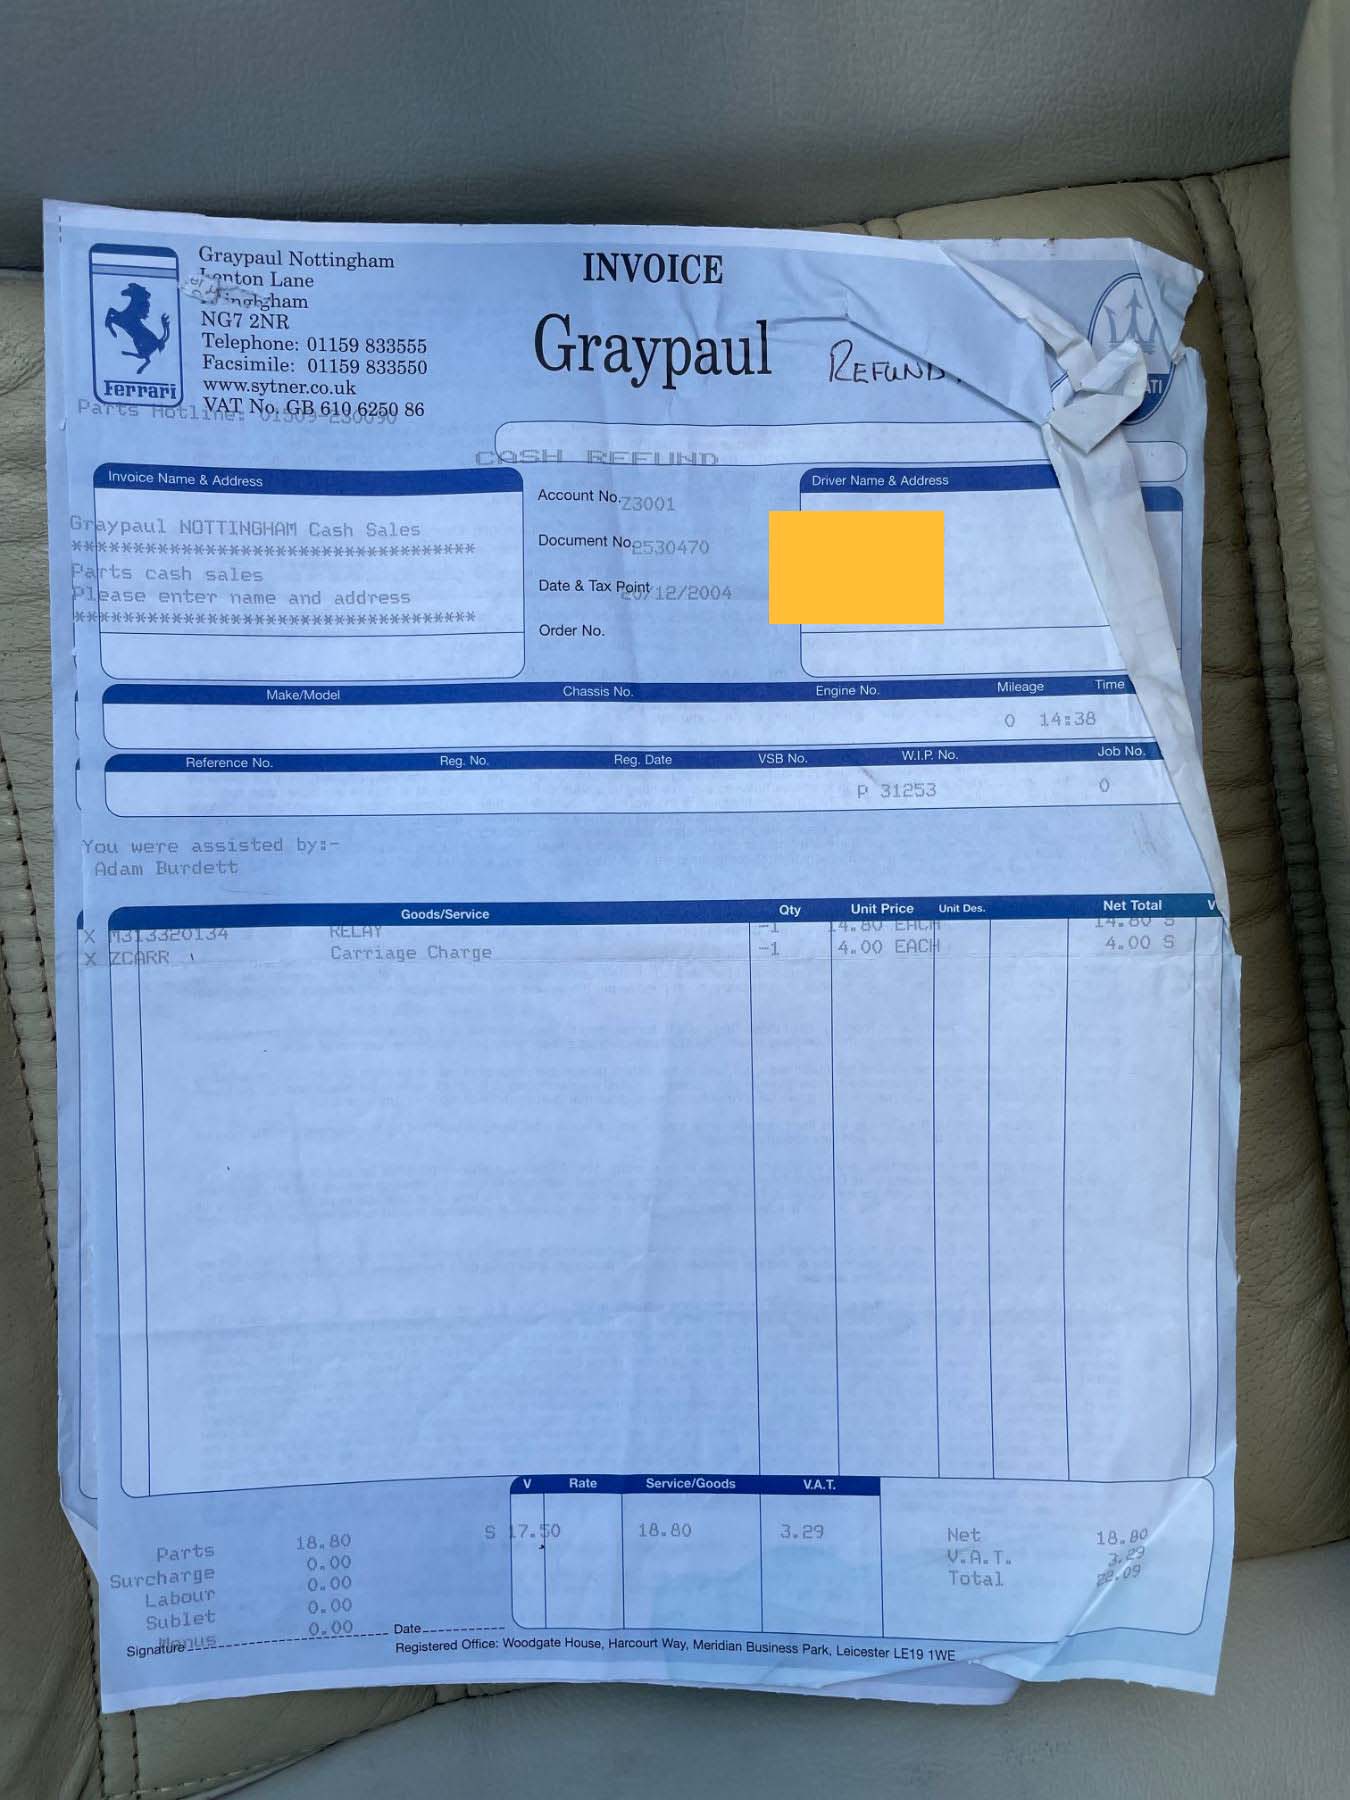 Graypaul Nottingham
Lenton Lane
NG7 2NR
Telephone: 01159 833555
Facsimile: 01159 833550
www.sytner.co.uk
VAT No. GB 610 6250 86
Ferrari
Parts Hotline: 01509-230090
INVOICE
Graypaul
REFUND
ATI
CASH REFUND
Invoice Name & Address
Graypaul NOTTINGHAM Cash Sales
**********************************
Parts cash sales
Please enter name and address
**********************************
Account No. Z3001
Document No. 2530470
Date & Tax Point 20/12/2004
Order No.
Driver Name & Address
Make/Model Chassis No. Engine No. Mileage Time
0 14:38
Reference No. Reg. No. Reg. Date VSB No. W.I.P. No. Job No.
P 31253 0
You were assisted by:-
Adam Burdett
Goods/Service Qty Unit Price Unit Des. Net Total V
X M313320134 RELAY -1 14.80 EACH 14.80 S
X ZCARR Carriage Charge -1 4.00 EACH 4.00 S
V Rate Service/Goods V.A.T.
S 17.50 18.80 3.29
Parts 18.80
Surcharge 0.00
Labour 0.00
Sublet 0.00
Menus 0.00
Net 18.80
V.A.T. 3.29
Total 22.09
Signature Date
Registered Office: Woodgate House, Harcourt Way, Meridian Business Park, Leicester LE19 1WE